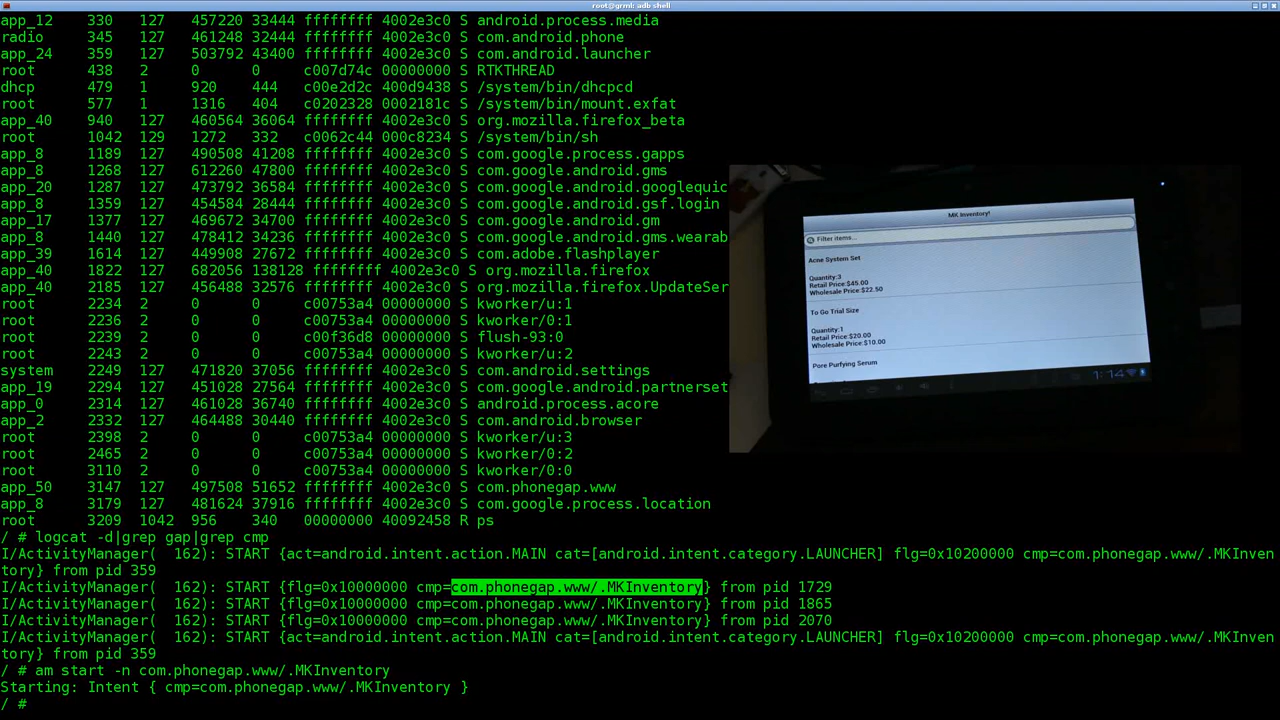 root@grml: adb shell
app_12    330   127   457220 33444 ffffffff 4002e3c0 S android.process.media
radio     345   127   461248 32444 ffffffff 4002e3c0 S com.android.phone
app_24    359   127   503792 43400 ffffffff 4002e3c0 S com.android.launcher
root      438   2     0      0     c007d74c 00000000 S RTKTHREAD
dhcp      479   1     920    444   c00e2d2c 400d9438 S /system/bin/dhcpcd
root      577   1     1316   404   c0202328 0002181c S /system/bin/mount.exfat
app_40    940   127   460564 36064 ffffffff 4002e3c0 S org.mozilla.firefox_beta
root      1042  129   1272   332   c0062c44 000c8234 S /system/bin/sh
app_8     1189  127   490508 41208 ffffffff 4002e3c0 S com.google.process.gapps
app_8     1268  127   612260 47800 ffffffff 4002e3c0 S com.google.android.gms
app_20    1287  127   473792 36584 ffffffff 4002e3c0 S com.google.android.googlequic
app_8     1359  127   454584 28444 ffffffff 4002e3c0 S com.google.android.gsf.login
app_17    1377  127   469672 34700 ffffffff 4002e3c0 S com.google.android.gm
app_8     1440  127   478412 34236 ffffffff 4002e3c0 S com.google.android.gms.wearab
app_39    1614  127   449908 27672 ffffffff 4002e3c0 S com.adobe.flashplayer
app_40    1822  127   682056 138128 ffffffff 4002e3c0 S org.mozilla.firefox
app_40    2185  127   456488 32576 ffffffff 4002e3c0 S org.mozilla.firefox.UpdateSer
root      2234  2     0      0     c00753a4 00000000 S kworker/u:1
root      2236  2     0      0     c00753a4 00000000 S kworker/0:1
root      2239  2     0      0     c00f36d8 00000000 S flush-93:0
root      2243  2     0      0     c00753a4 00000000 S kworker/u:2
system    2249  127   471820 37056 ffffffff 4002e3c0 S com.android.settings
app_19    2294  127   451028 27564 ffffffff 4002e3c0 S com.google.android.partnerset
app_0     2314  127   461028 36740 ffffffff 4002e3c0 S android.process.acore
app_2     2332  127   464488 30440 ffffffff 4002e3c0 S com.android.browser
root      2398  2     0      0     c00753a4 00000000 S kworker/u:3
root      2465  2     0      0     c00753a4 00000000 S kworker/0:2
root      3110  2     0      0     c00753a4 00000000 S kworker/0:0
app_50    3147  127   497508 51652 ffffffff 4002e3c0 S com.phonegap.www
app_8     3179  127   481624 37916 ffffffff 4002e3c0 S com.google.process.location
root      3209  1042  956    340   00000000 40092458 R ps
/ # logcat -d|grep gap|grep cmp
I/ActivityManager(  162): START {act=android.intent.action.MAIN cat=[android.intent.category.LAUNCHER] flg=0x10200000 cmp=com.phonegap.www/.MKInven
tory} from pid 359
I/ActivityManager(  162): START {flg=0x10000000 cmp=com.phonegap.www/.MKInventory} from pid 1729
I/ActivityManager(  162): START {flg=0x10000000 cmp=com.phonegap.www/.MKInventory} from pid 1865
I/ActivityManager(  162): START {flg=0x10000000 cmp=com.phonegap.www/.MKInventory} from pid 2070
I/ActivityManager(  162): START {act=android.intent.action.MAIN cat=[android.intent.category.LAUNCHER] flg=0x10200000 cmp=com.phonegap.www/.MKInven
tory} from pid 359
/ # am start -n com.phonegap.www/.MKInventory
Starting: Intent { cmp=com.phonegap.www/.MKInventory }
/ #
MK Inventory!
Filter items...
Acne System Set
Quantity:3
Retail Price:$45.00
Wholesale Price:$22.50
To Go Trial Size
Quantity:1
Retail Price:$20.00
Wholesale Price:$10.00
Pore Purifying Serum
1:14